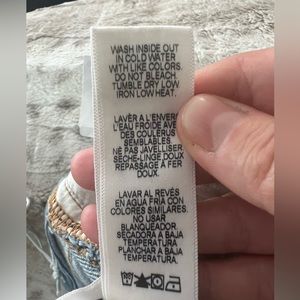 WASH INSIDE OUT
IN COLD WATER
WITH LIKE COLORS.
DO NOT BLEACH.
TUMBLE DRY LOW
IRON LOW HEAT.
LAVER À L'ENVERS
L'EAU FROIDE AVE
DES COULEURS
SEMBLABLES.
NE PAS JAVELLISER
SÈCHE-LINGE DOUX
REPASSAGE A FER
DOUX.
LAVAR AL REVÉS
EN AGUA FRIA CON
COLORES SIMILARES.
NO USAR
BLANQUEADOR.
SECADORA A BAJA
TEMPERATURA
PLANCHAR A BAJA
TEMPERATURA.